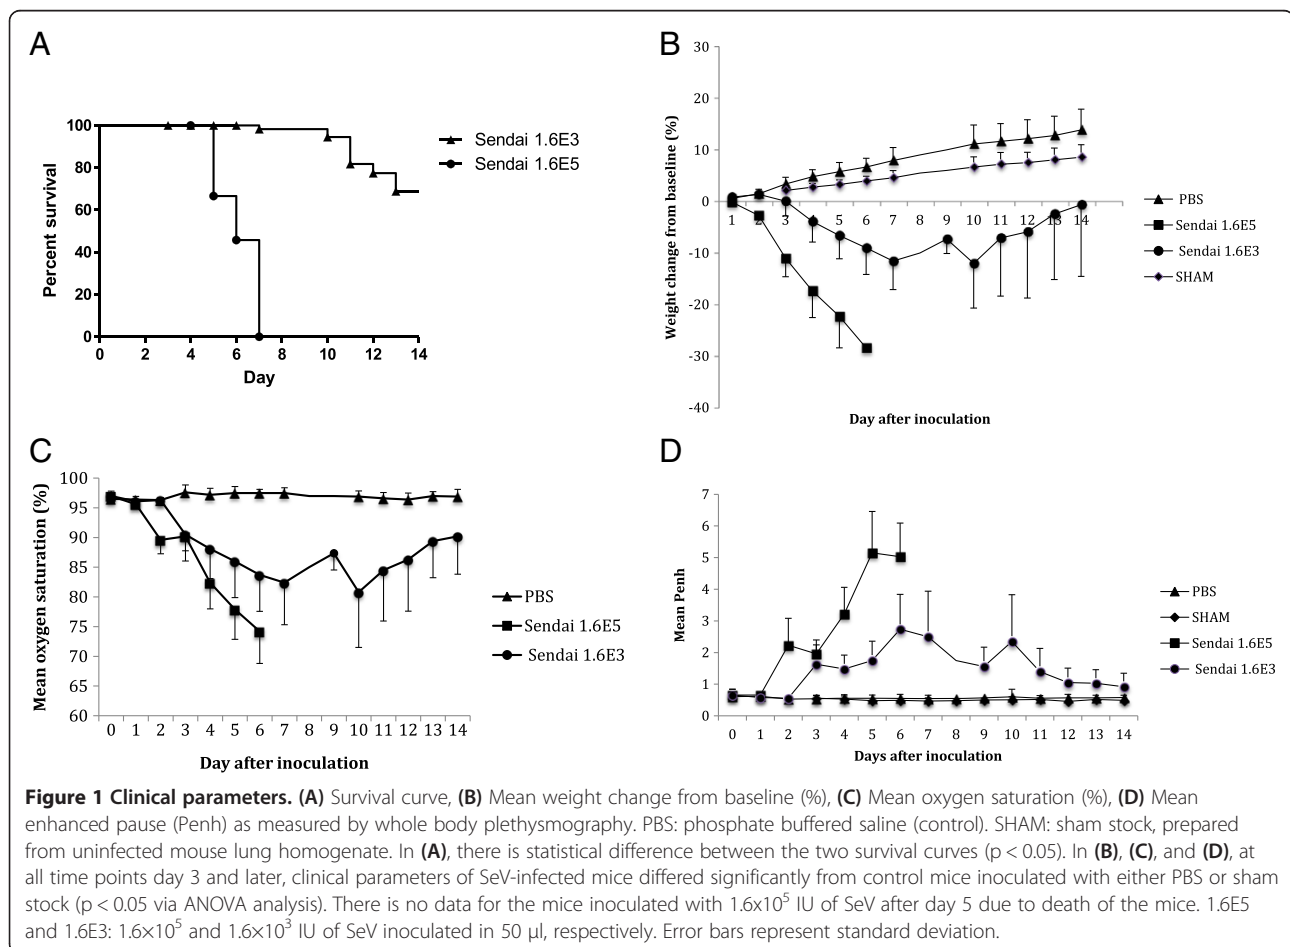 A
100
80
60
40
20
0
Percent survival
0 2 4 6 8 10 12 14
Day
Sendai 1.6E3
Sendai 1.6E5
B
30
20
10
0
-10
-20
-30
-40
Weight change from baseline (%)
1 2 3 4 5 6 7 8 9 10 11 12 13 14
Day after inoculation
PBS
Sendai 1.6E5
Sendai 1.6E3
SHAM
C
100
95
90
85
80
75
70
65
60
Mean oxygen saturation (%)
0 1 2 3 4 5 6 7 8 9 10 11 12 13 14
Day after inoculation
PBS
Sendai 1.6E5
Sendai 1.6E3
D
7
6
5
4
3
2
1
0
Mean Penh
0 1 2 3 4 5 6 7 8 9 10 11 12 13 14
Days after inoculation
PBS
SHAM
Sendai 1.6E5
Sendai 1.6E3
Figure 1 Clinical parameters. (A) Survival curve, (B) Mean weight change from baseline (%), (C) Mean oxygen saturation (%), (D) Mean
enhanced pause (Penh) as measured by whole body plethysmography. PBS: phosphate buffered saline (control). SHAM: sham stock, prepared
from uninfected mouse lung homogenate. In (A), there is statistical difference between the two survival curves (p < 0.05). In (B), (C), and (D), at
all time points day 3 and later, clinical parameters of SeV-infected mice differed significantly from control mice inoculated with either PBS or sham
stock (p < 0.05 via ANOVA analysis). There is no data for the mice inoculated with 1.6x10⁵ IU of SeV after day 5 due to death of the mice. 1.6E5
and 1.6E3: 1.6×10⁵ and 1.6×10³ IU of SeV inoculated in 50 μl, respectively. Error bars represent standard deviation.